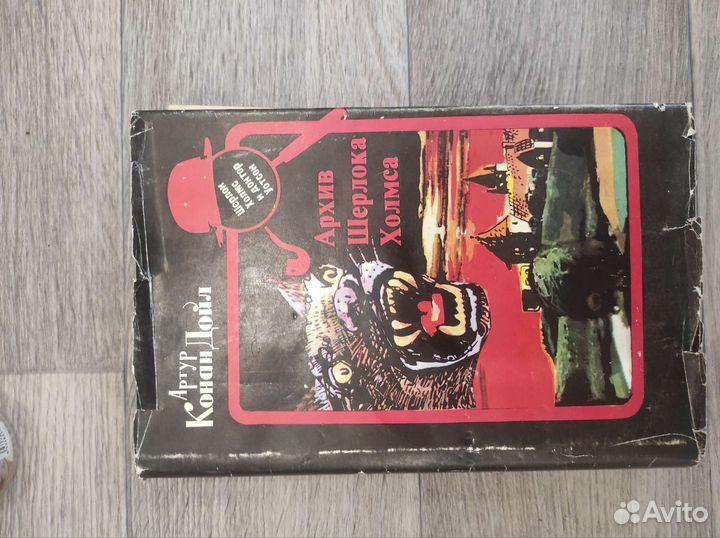 Артур
Конан Дойл
Шерлок
Холмс
и доктор
Уотсон
Архив
Шерлока
Холмса
Avito